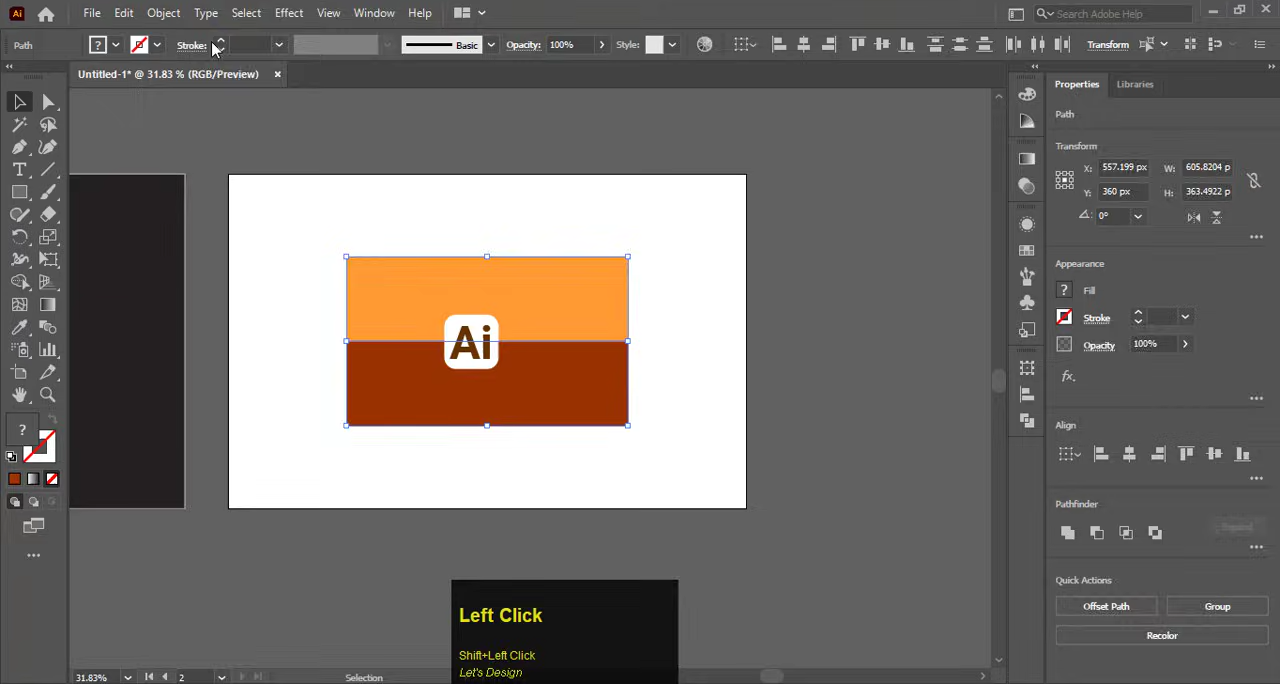 Ai File Edit Object Type Select Effect View Window Help Search Adobe Help
Path ? Stroke: Basic Opacity: 100% Style: Transform
Untitled-1* @ 31.83 % (RGB/Preview) ×
Properties Libraries
Path
Transform
X: 557.199 px W: 605.8204 p
Y: 360 px H: 363.4922 p
0°
Appearance
? Fill
Stroke
Opacity 100%
fx.
Align
Pathfinder
Quick Actions
Offset Path Group
Recolor
Ai
T
?
Left Click
Shift+Left Click
Let's Design
31.83% 2 Selection